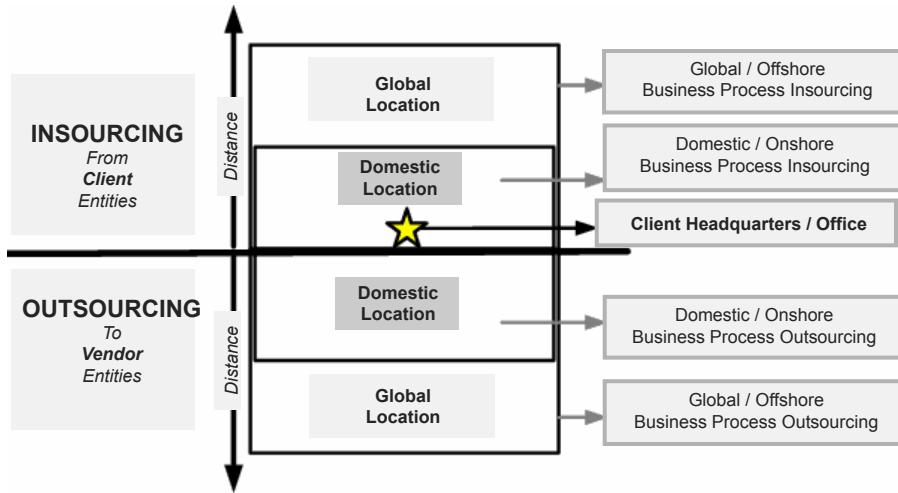 Global
Location
Global / Offshore
Business Process Insourcing
INSOURCING
From
Client
Entities
Distance
Domestic
Location
Domestic / Onshore
Business Process Insourcing
Client Headquarters / Office
OUTSOURCING
To
Vendor
Entities
Distance
Domestic
Location
Domestic / Onshore
Business Process Outsourcing
Global
Location
Global / Offshore
Business Process Outsourcing